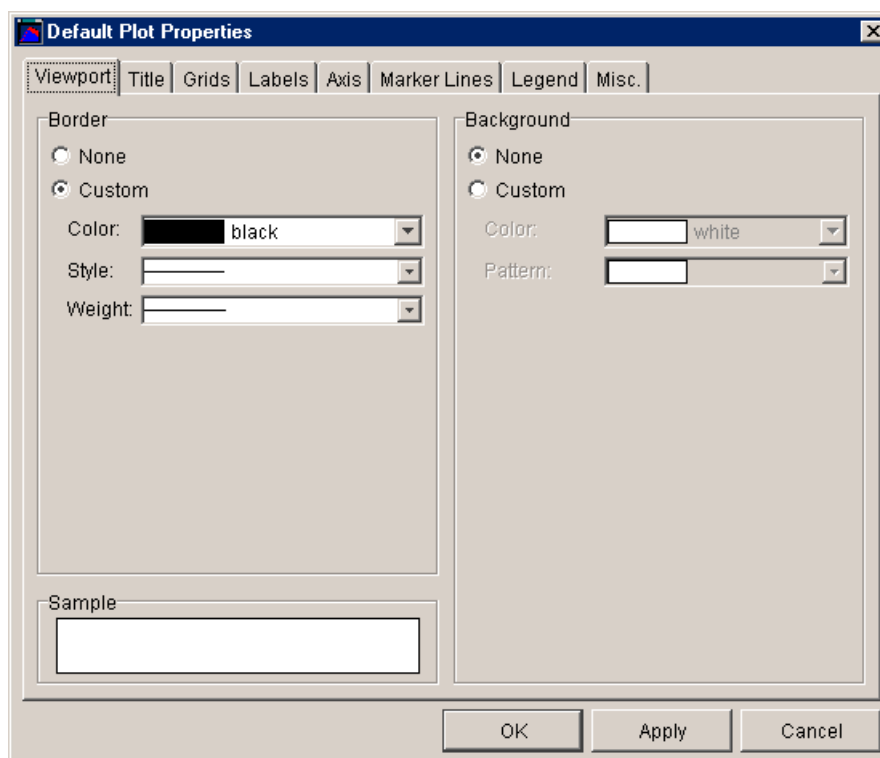 Default Plot Properties
Viewport Title Grids Labels Axis Marker Lines Legend Misc.
Border
None
Custom
Color: black
Style:
Weight:
Sample
Background
None
Custom
Color: white
Pattern:
OK Apply Cancel